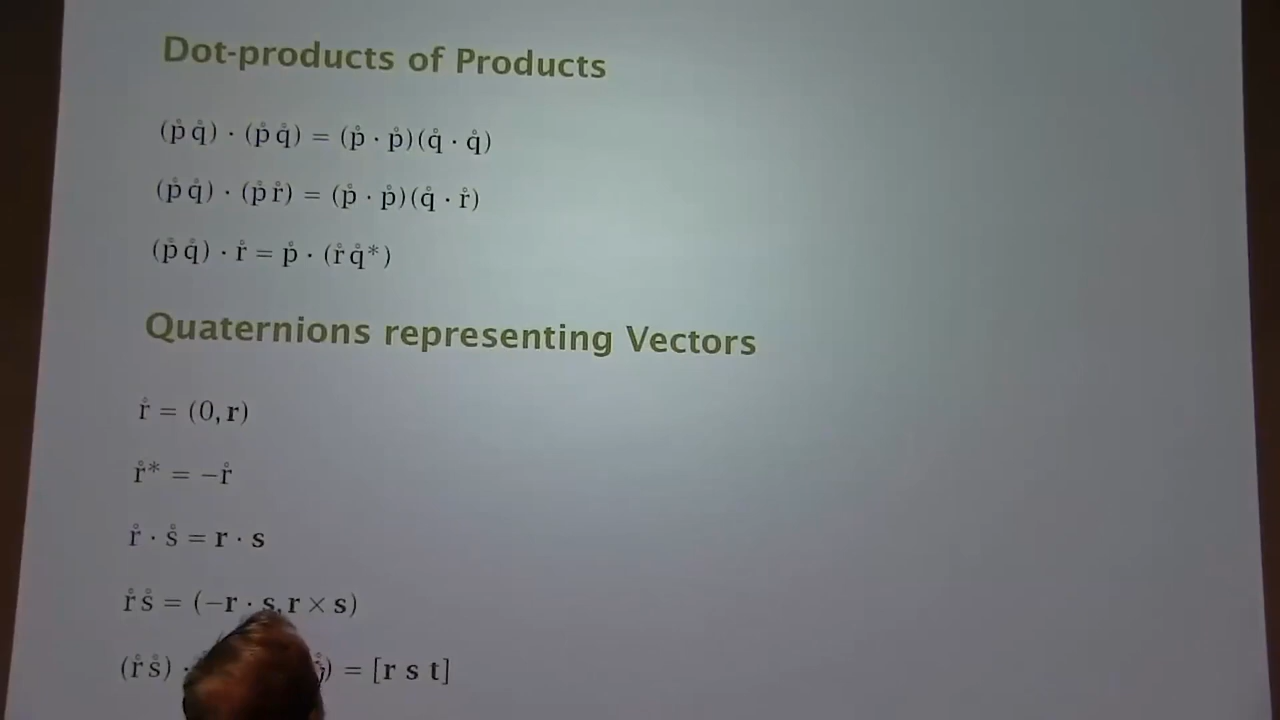 Dot-products of Products
(p̊ q̊) · (p̊ q̊) = (p̊ · p̊)(q̊ · q̊)
(p̊ q̊) · (p̊ r̊) = (p̊ · p̊)(q̊ · r̊)
(p̊ q̊) · r̊ = p̊ · (r̊ q̊*)
Quaternions representing Vectors
r̊ = (0, r)
r̊* = −r̊
r̊ · s̊ = r · s
r̊ s̊ = (−r · s, r × s)
(r̊ s̊) · ) = [r s t]